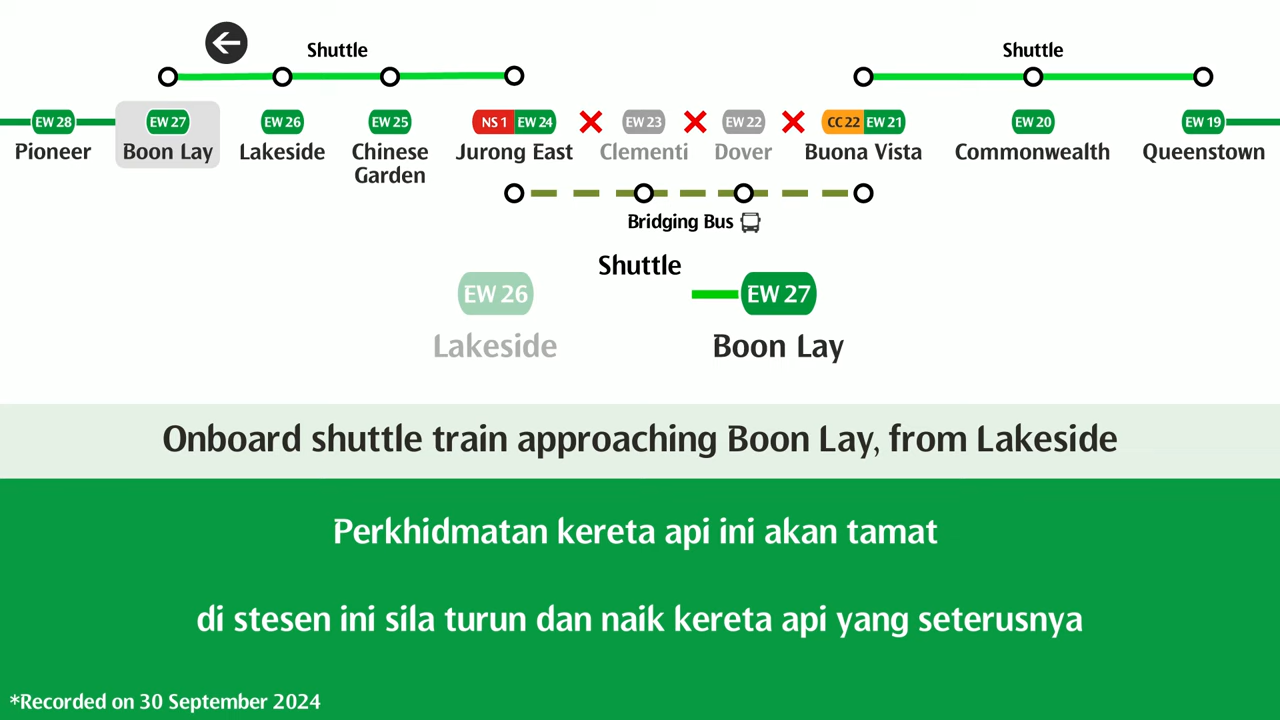 Shuttle
Shuttle
EW 28
EW 27
EW 26
EW 25
NS 1 EW 24
EW 23
EW 22
CC 22 EW 21
EW 20
EW 19
Pioneer
Boon Lay
Lakeside
Chinese
Garden
Jurong East
Clementi
Dover
Buona Vista
Commonwealth
Queenstown
Bridging Bus
Shuttle
EW 26
EW 27
Lakeside
Boon Lay
Onboard shuttle train approaching Boon Lay, from Lakeside
Perkhidmatan kereta api ini akan tamat
di stesen ini sila turun dan naik kereta api yang seterusnya
*Recorded on 30 September 2024